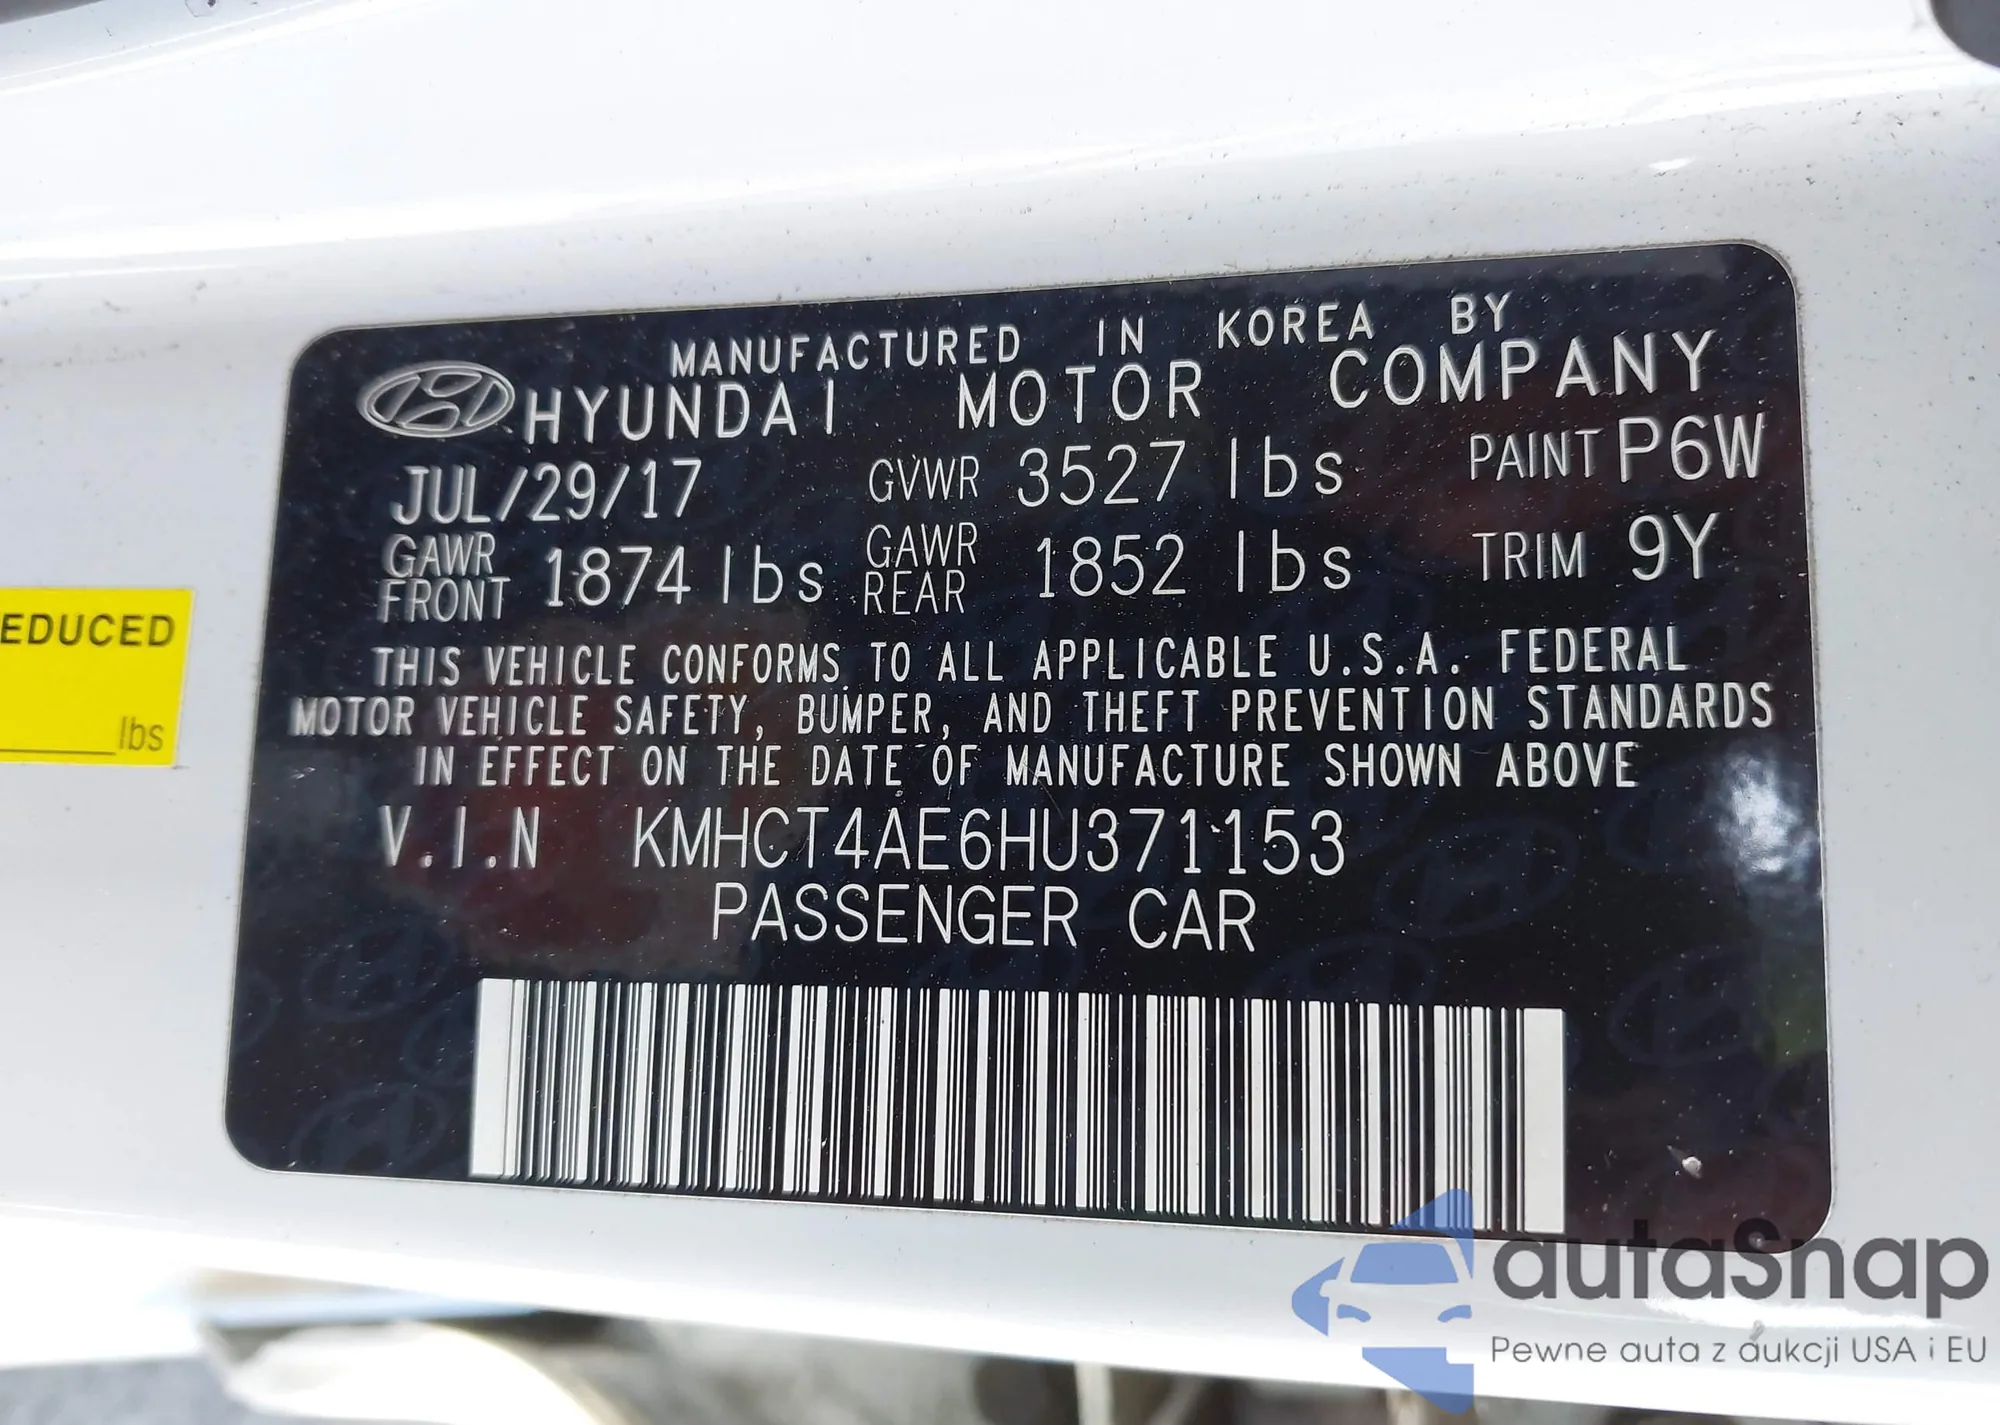 MANUFACTURED IN KOREA BY
HYUNDAI MOTOR COMPANY
JUL/29/17 GVWR 3527 lbs PAINT P6W
GAWR FRONT 1874 lbs GAWR REAR 1852 lbs TRIM 9Y
THIS VEHICLE CONFORMS TO ALL APPLICABLE U.S.A. FEDERAL
MOTOR VEHICLE SAFETY, BUMPER, AND THEFT PREVENTION STANDARDS
IN EFFECT ON THE DATE OF MANUFACTURE SHOWN ABOVE
V.I.N KMHCT4AE6HU371153
PASSENGER CAR
EDUCED
lbs
autaSnap
Pewne auta z aukcji USA i EU